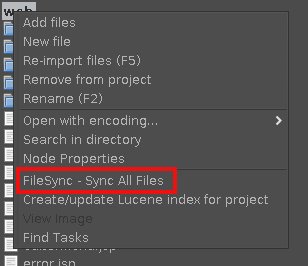 web
Add files
New file
Re-import files (F5)
Remove from project
Rename (F2)
Open with encoding...
Search in directory
Node Properties
FileSync - Sync All Files
Create/update Lucene index for project
View Image
Find Tasks
error.jsp